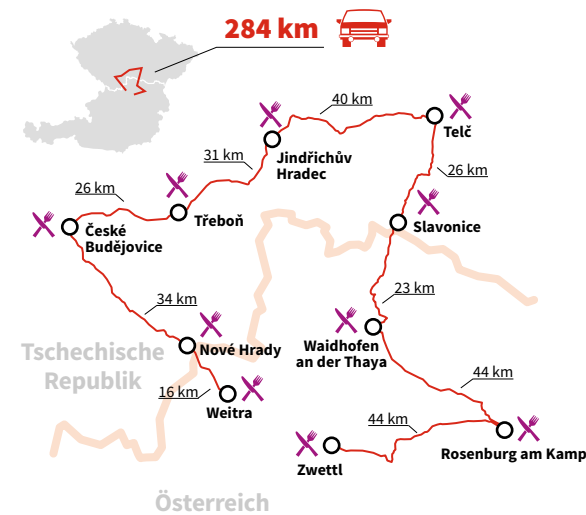 284 km
40 km
Telč
31 km
Jindřichův
Hradec
26 km
26 km
Třeboň
Slavonice
České
Budějovice
23 km
34 km
Waidhofen
an der Thaya
Nové Hrady
Tschechische
Republik
44 km
16 km
Weitra
44 km
Rosenburg am Kamp
Zwettl
Österreich